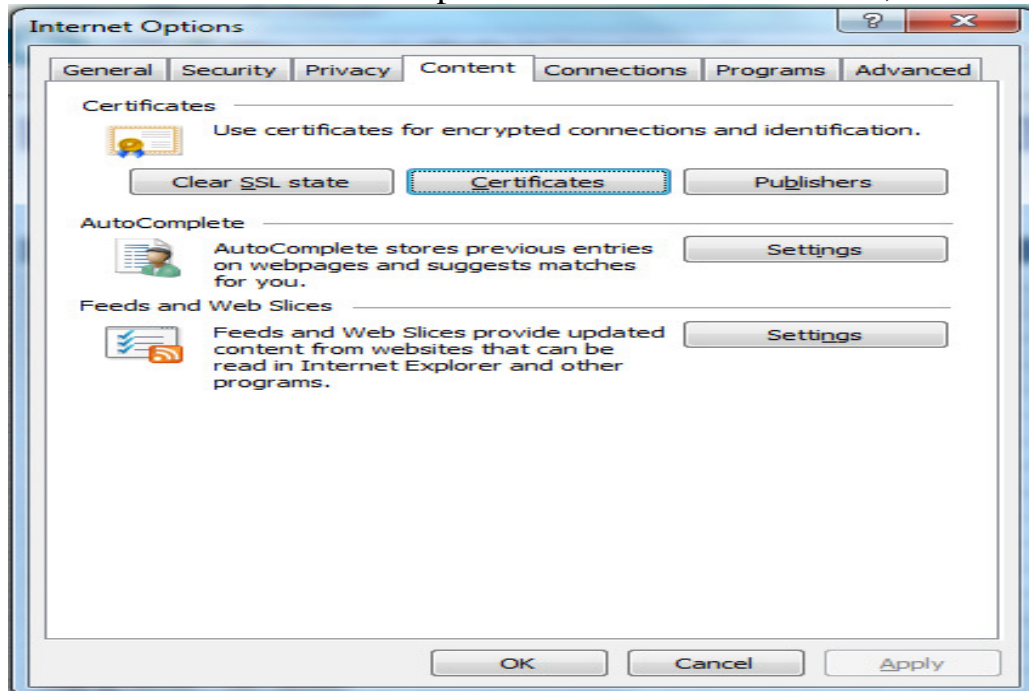 Internet Options
General Security Privacy Content Connections Programs Advanced
Certificates
Use certificates for encrypted connections and identification.
Clear SSL state Certificates Publishers
AutoComplete
AutoComplete stores previous entries Settings
on webpages and suggests matches
for you.
Feeds and Web Slices
Feeds and Web Slices provide updated Settings
content from websites that can be
read in Internet Explorer and other
programs.
OK Cancel Apply